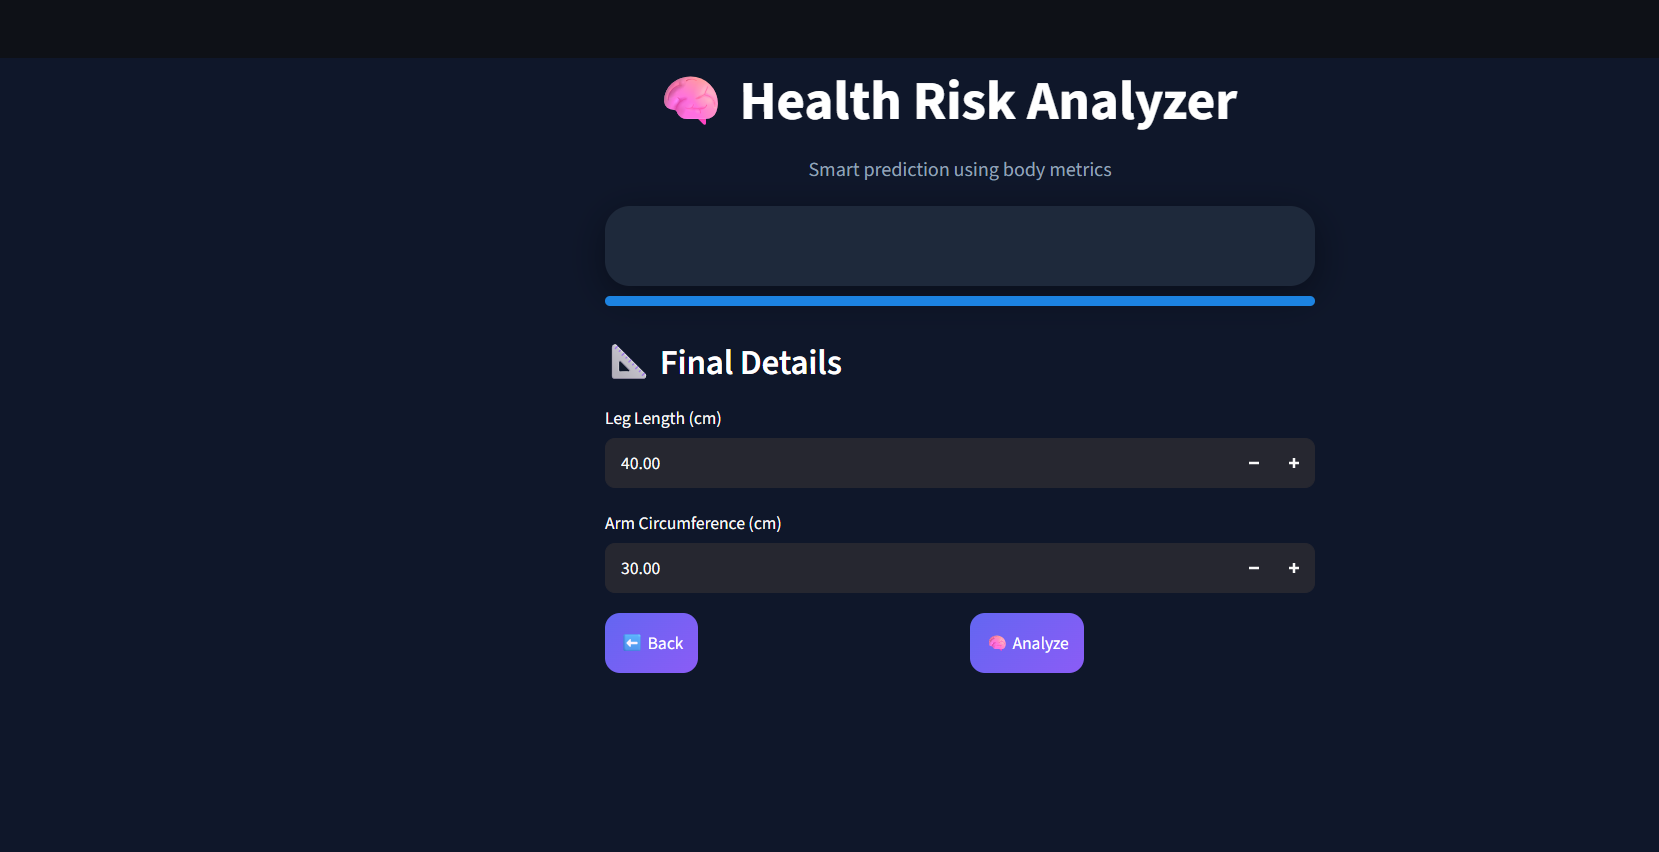 Health Risk Analyzer
Smart prediction using body metrics
Final Details
Leg Length (cm)
40.00
Arm Circumference (cm)
30.00
Back
Analyze